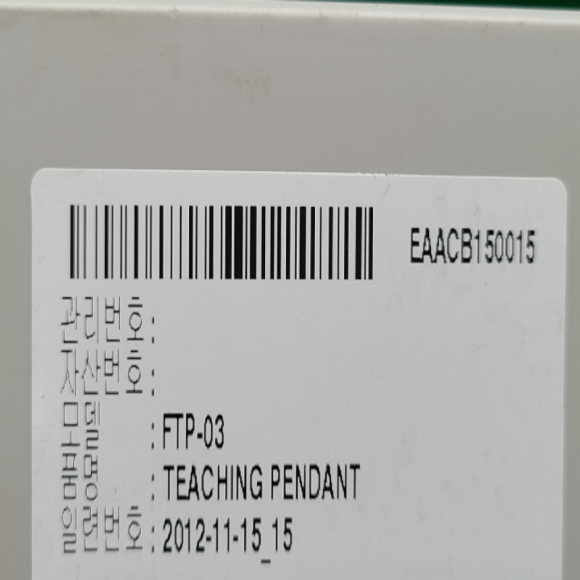 EAACB150015
관리번호 :
자산번호 :
모델 : FTP-03
품명 : TEACHING PENDANT
일련번호 : 2012-11-15_15